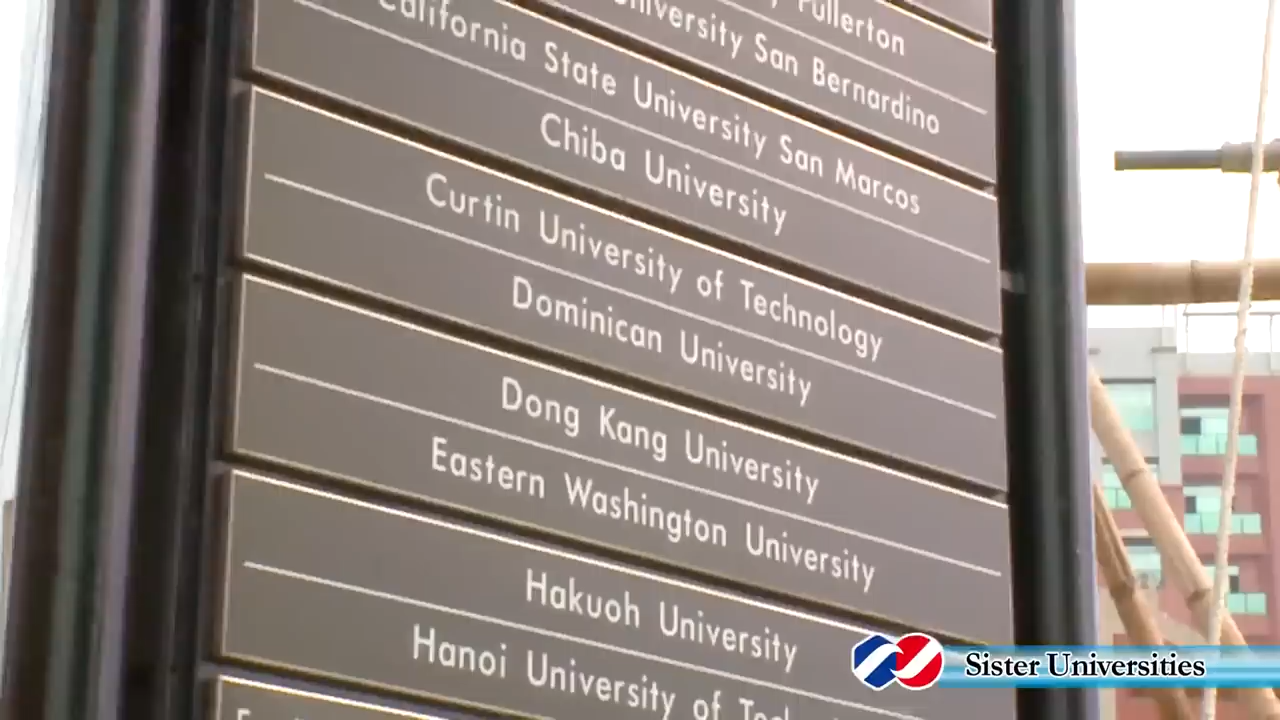 Fullerton
University San Bernardino
California State University San Marcos
Chiba University
Curtin University of Technology
Dominican University
Dong Kang University
Eastern Washington University
Hakuoh University
Hanoi University of
Sister Universities